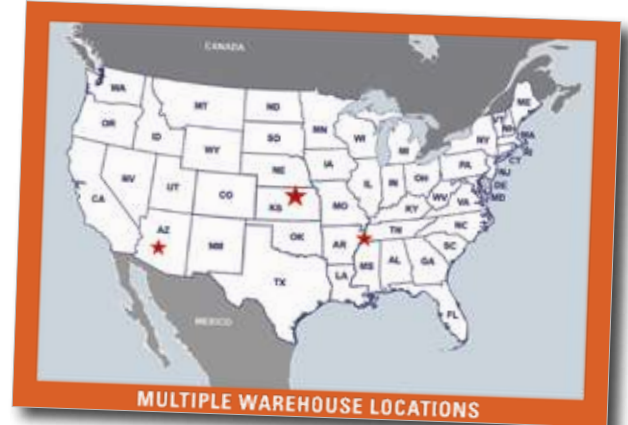 CANADA
WA
MT
ND
MN
ME
OR
ID
SD
WI
MI
NY
VT
NH
MA
WY
IA
PA
CT
RI
NE
NJ
NV
UT
CO
IL
IN
OH
DE
MD
CA
KS
MO
KY
WV
VA
AZ
NM
OK
AR
TN
NC
SC
TX
LA
MS
AL
GA
FL
MEXICO
MULTIPLE WAREHOUSE LOCATIONS